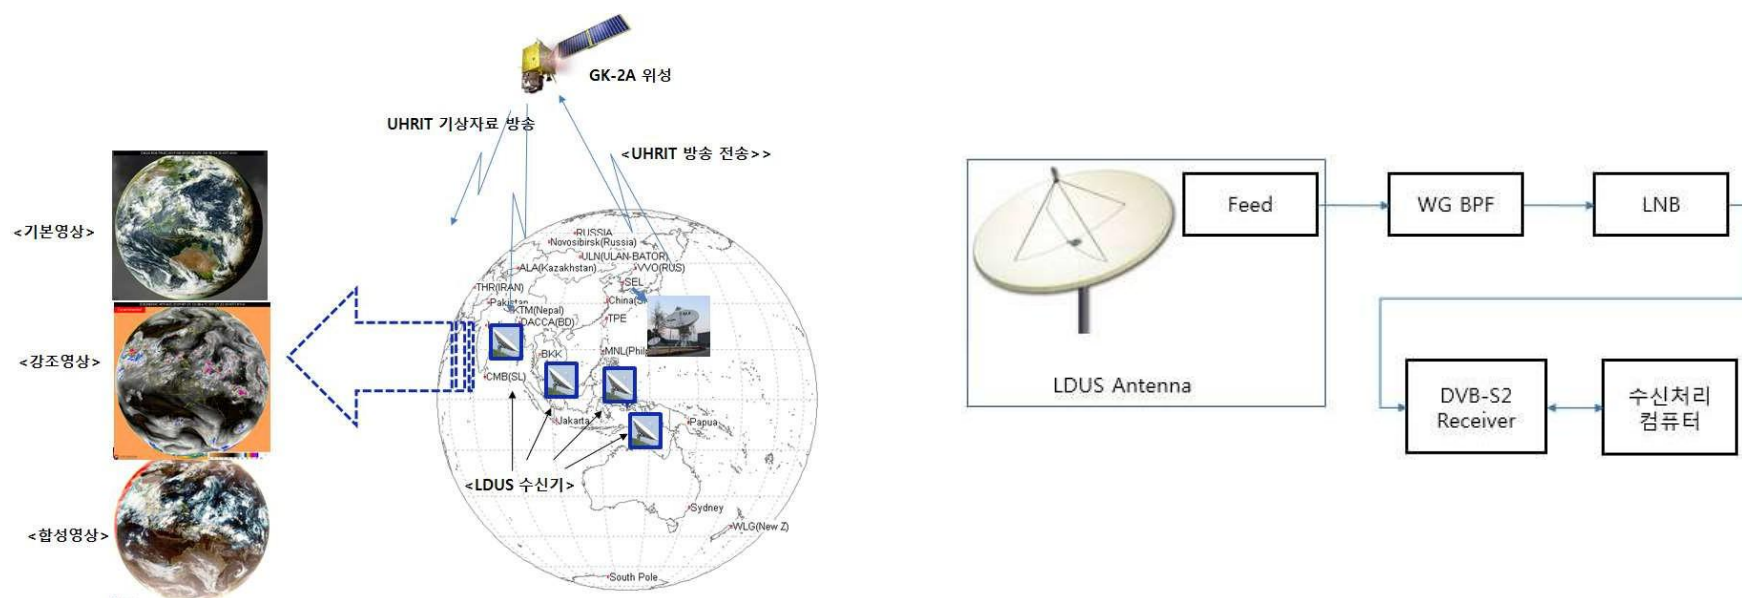 GK-2A 위성
UHRIT 기상자료 방송
<UHRIT 방송 전송>>
<기본영상>
<강조영상>
<합성영상>
RUSSIA
Novosibirsk(Russia)
ULN(ULAN-BATOR)
ALA(Kazakhstan)
VVO(RUS)
THR(IRAN)
SEL
Pakistan
China(S
KTM(Nepal)
DACCA(BD)
TPE
BKK
MNL(Phil
CMB(SL)
Jakarta
Papua
<LDUS 수신기>
Sydney
WLG(New Z)
South Pole
Feed
WG BPF
LNB
LDUS Antenna
DVB-S2
Receiver
수신처리
컴퓨터